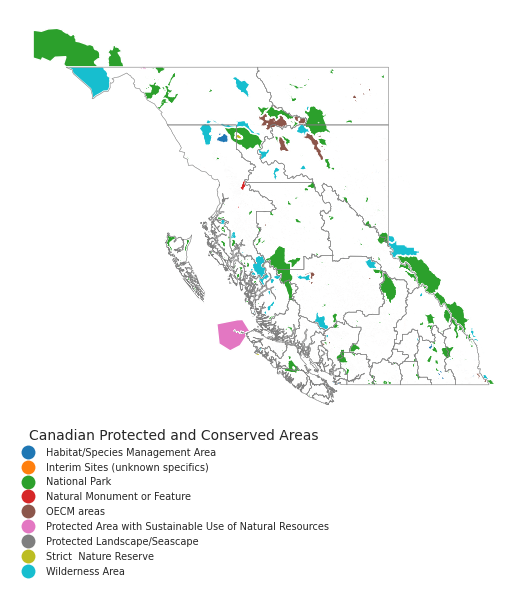 Canadian Protected and Conserved Areas
Habitat/Species Management Area
Interim Sites (unknown specifics)
National Park
Natural Monument or Feature
OECM areas
Protected Area with Sustainable Use of Natural Resources
Protected Landscape/Seascape
Strict  Nature Reserve
Wilderness Area